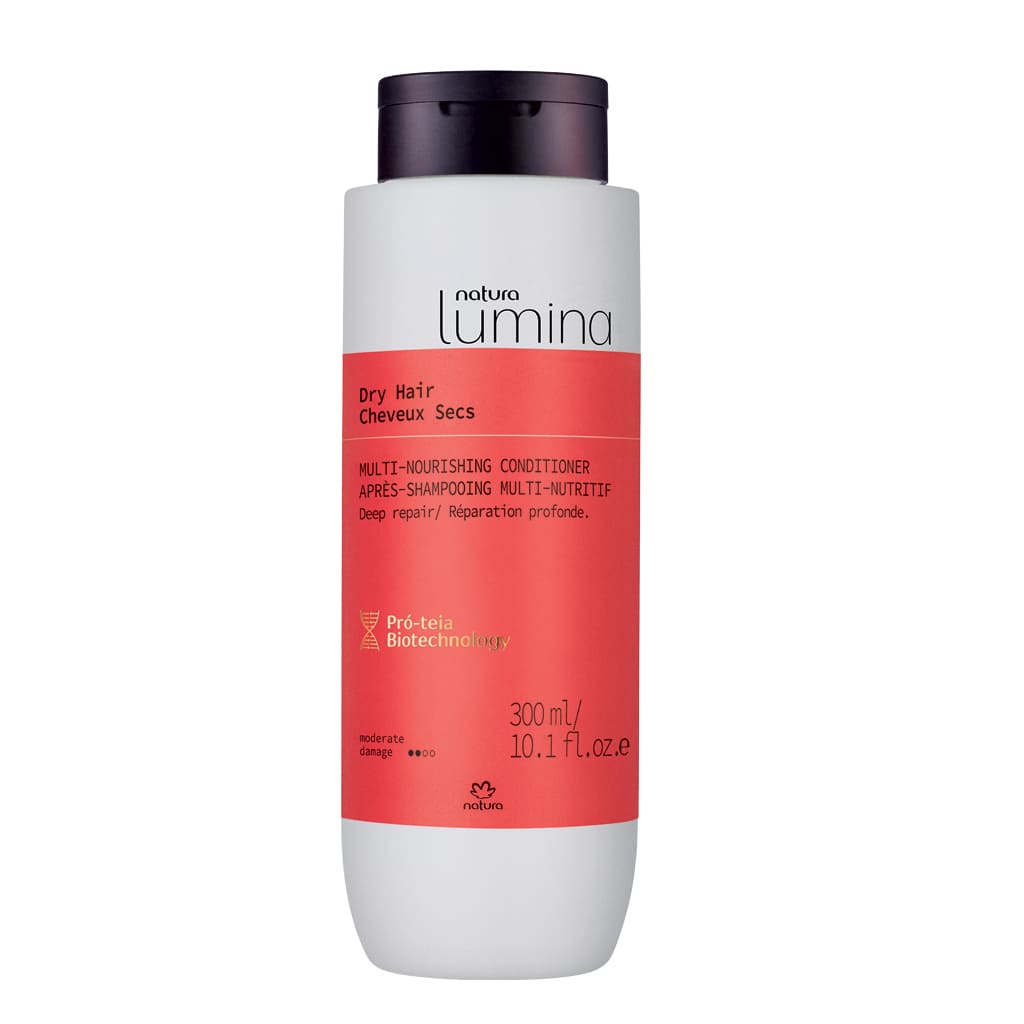 natura
lumina
Dry Hair
Cheveux Secs
MULTI-NOURISHING CONDITIONER
APRÈS-SHAMPOOING MULTI-NUTRITIF
Deep repair/ Réparation profonde.
Pró-teia
Biotechnology
300 ml/
10.1 fl.oz.e
moderate
damage
natura